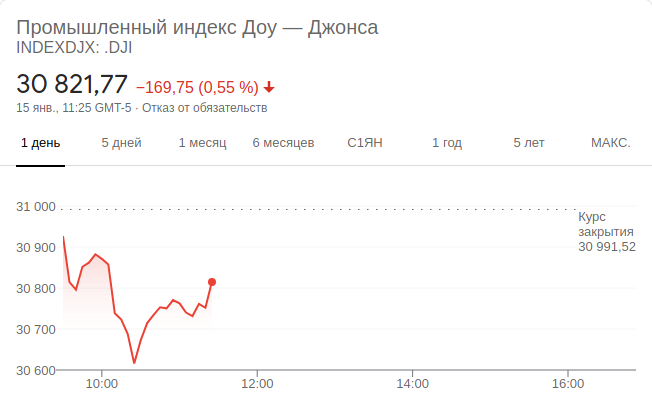 Промышленный индекс Доу — Джонса
INDEXDJX: .DJI
30 821,77 −169,75 (0,55 %)
15 янв., 11:25 GMT-5 · Отказ от обязательств
1 день 5 дней 1 месяц 6 месяцев С1ЯН 1 год 5 лет МАКС.
31 000
Курс
закрытия
30 991,52
30 900
30 800
30 700
30 600
10:00 12:00 14:00 16:00